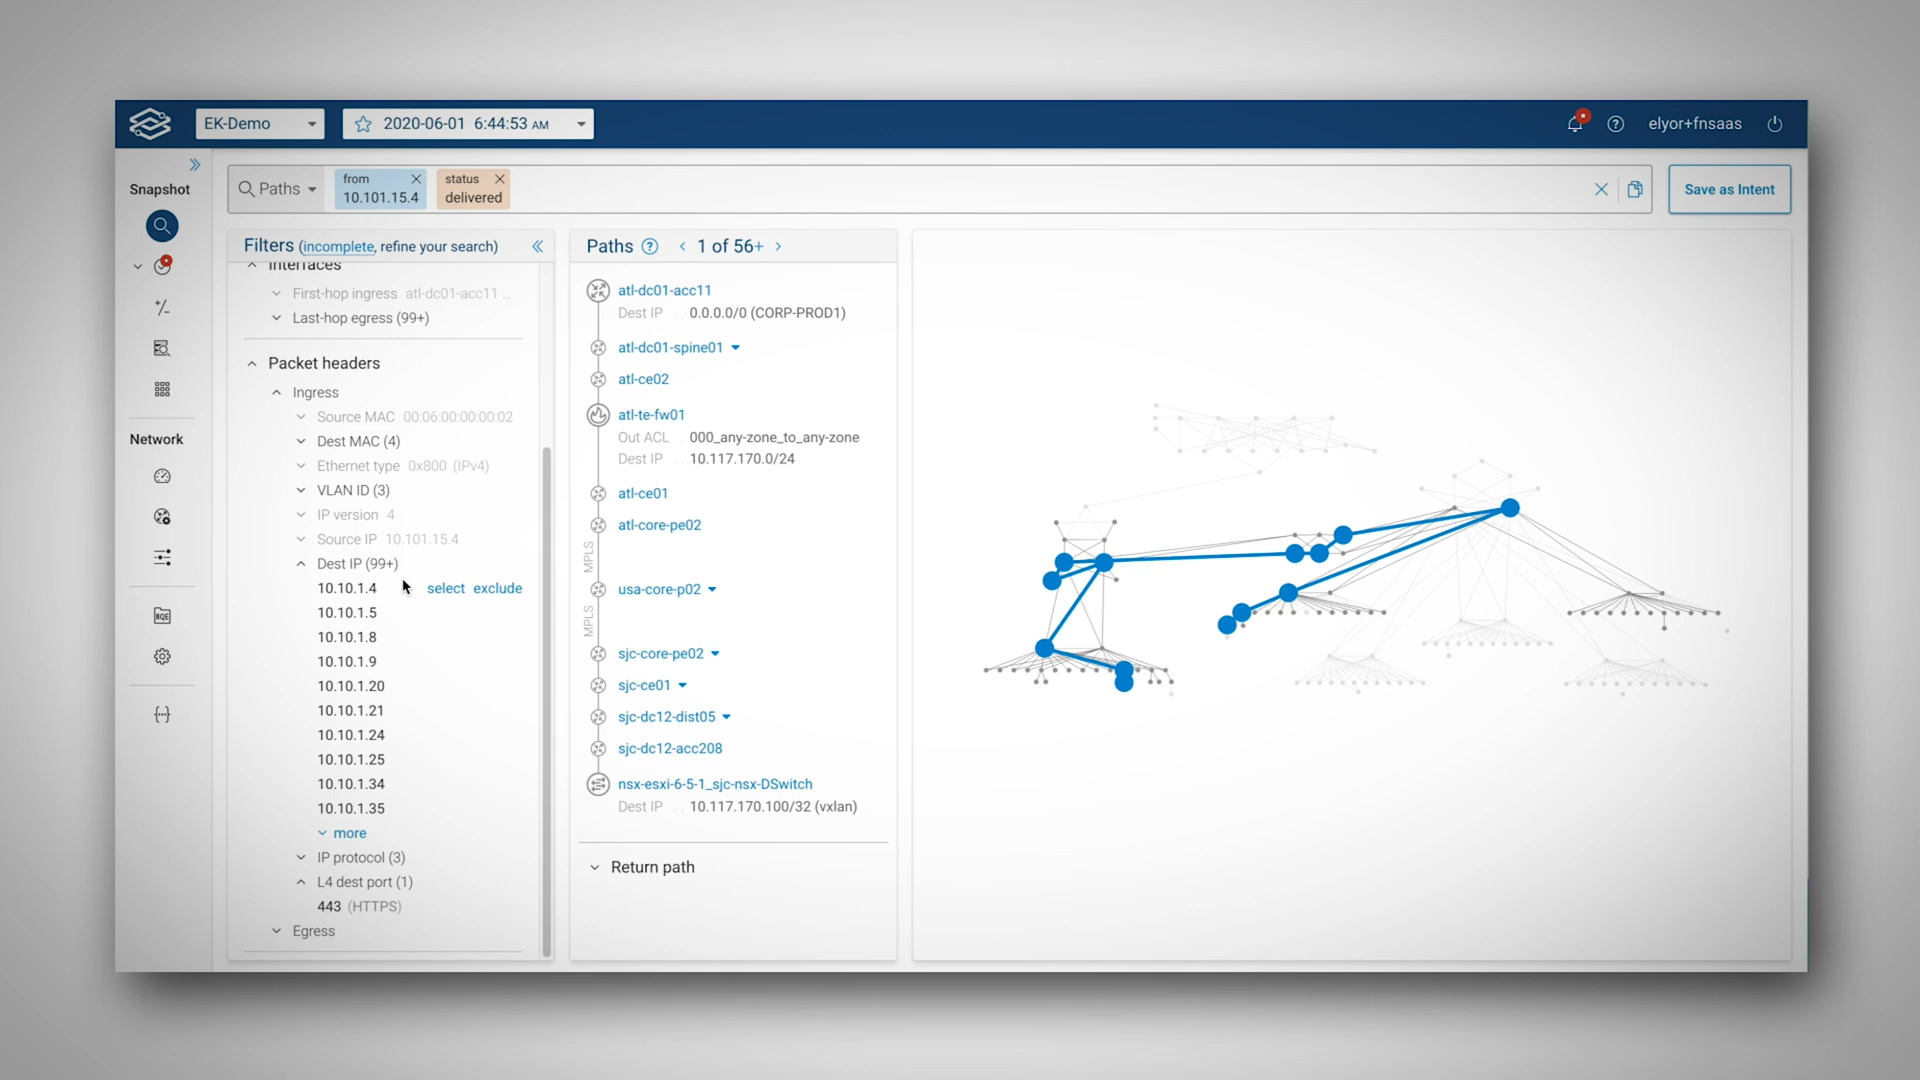 EK-Demo
2020-06-01 6:44:53 AM
elyor+fnsaas
Snapshot
Network
NQE
{··}
Paths
from
10.101.15.4
status
delivered
Save as Intent
Filters (incomplete, refine your search)
Interfaces
First-hop ingress atl-dc01-acc11 ...
Last-hop egress (99+)
Packet headers
Ingress
Source MAC 00:06:00:00:00:02
Dest MAC (4)
Ethernet type 0x800 (IPv4)
VLAN ID (3)
IP version 4
Source IP 10.101.15.4
Dest IP (99+)
10.10.1.4 select exclude
10.10.1.5
10.10.1.8
10.10.1.9
10.10.1.20
10.10.1.21
10.10.1.24
10.10.1.25
10.10.1.34
10.10.1.35
more
IP protocol (3)
L4 dest port (1)
443 (HTTPS)
Egress
Paths ? < 1 of 56+ >
atl-dc01-acc11
Dest IP .. 0.0.0.0/0 (CORP-PROD1)
atl-dc01-spine01
atl-ce02
atl-te-fw01
Out ACL . 000_any-zone_to_any-zone
Dest IP .. 10.117.170.0/24
atl-ce01
atl-core-pe02
MPLS
usa-core-p02
MPLS
sjc-core-pe02
sjc-ce01
sjc-dc12-dist05
sjc-dc12-acc208
nsx-esxi-6-5-1_sjc-nsx-DSwitch
Dest IP .. 10.117.170.100/32 (vxlan)
Return path